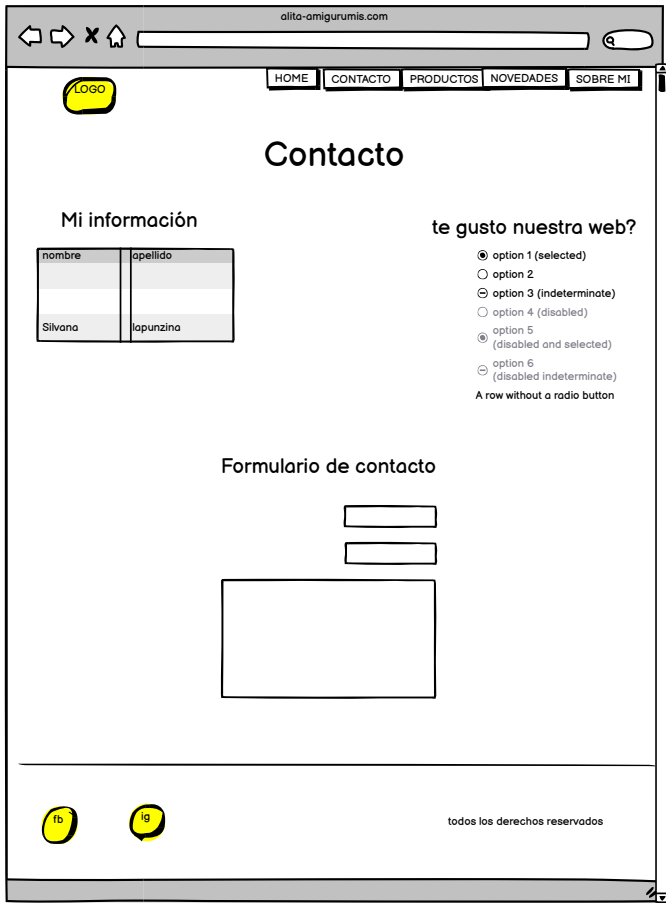 alita-amigurumis.com
LOGO
HOME
CONTACTO
PRODUCTOS
NOVEDADES
SOBRE MI
Contacto
Mi información
nombre apellido
Silvana lapunzina
te gusto nuestra web?
option 1 (selected)
option 2
option 3 (indeterminate)
option 4 (disabled)
option 5
(disabled and selected)
option 6
(disabled indeterminate)
A row without a radio button
Formulario de contacto
fb
ig
todos los derechos reservados